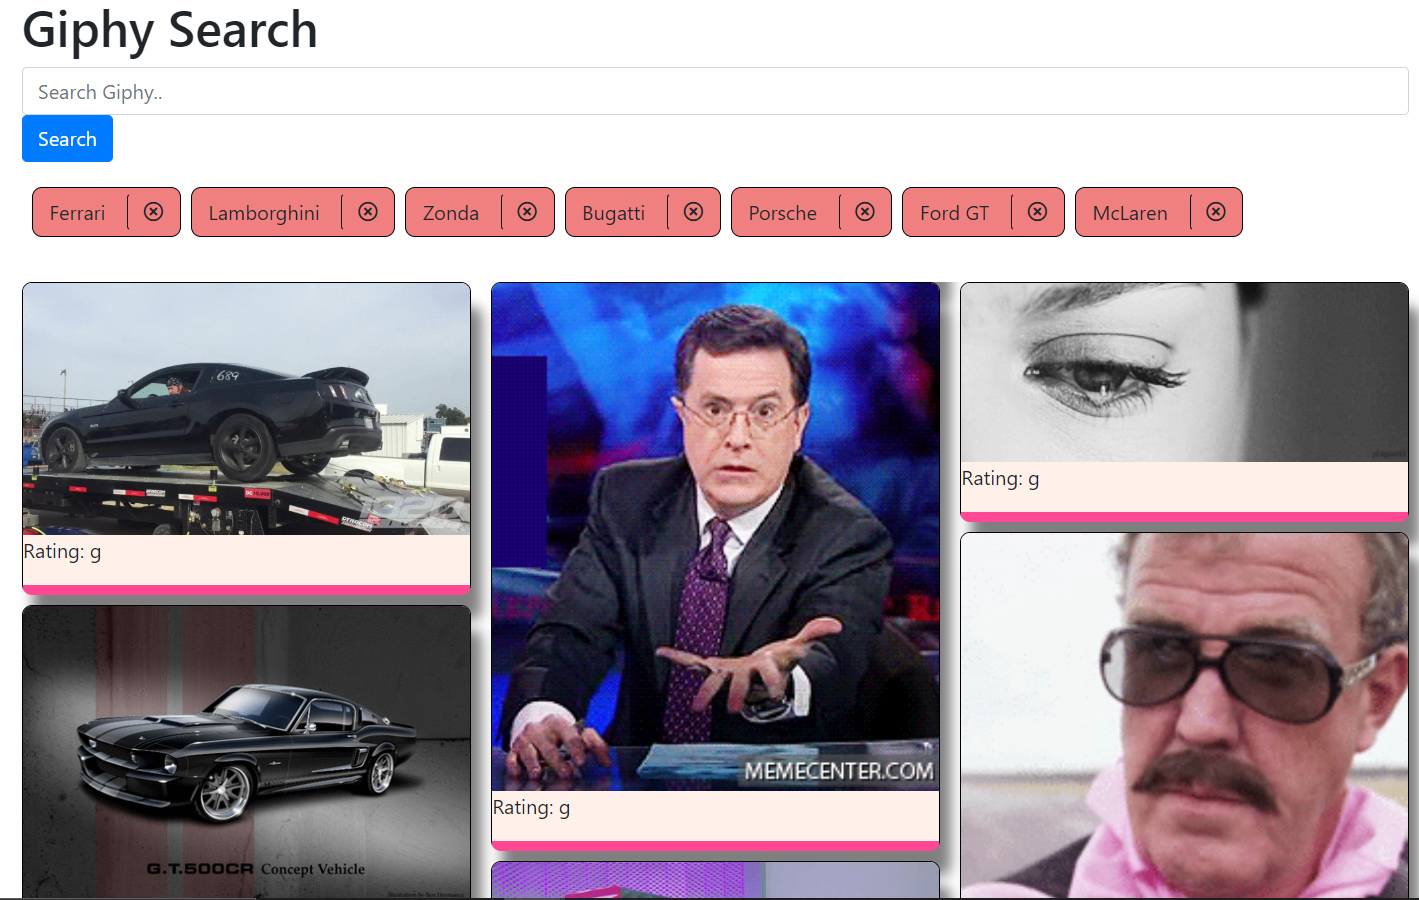 Giphy Search
Search Giphy..
Search
Ferrari
Lamborghini
Zonda
Bugatti
Porsche
Ford GT
McLaren
689
Rating: g
G.T.500CR Concept Vehicle
MEMECENTER.COM
Rating: g
Rating: g